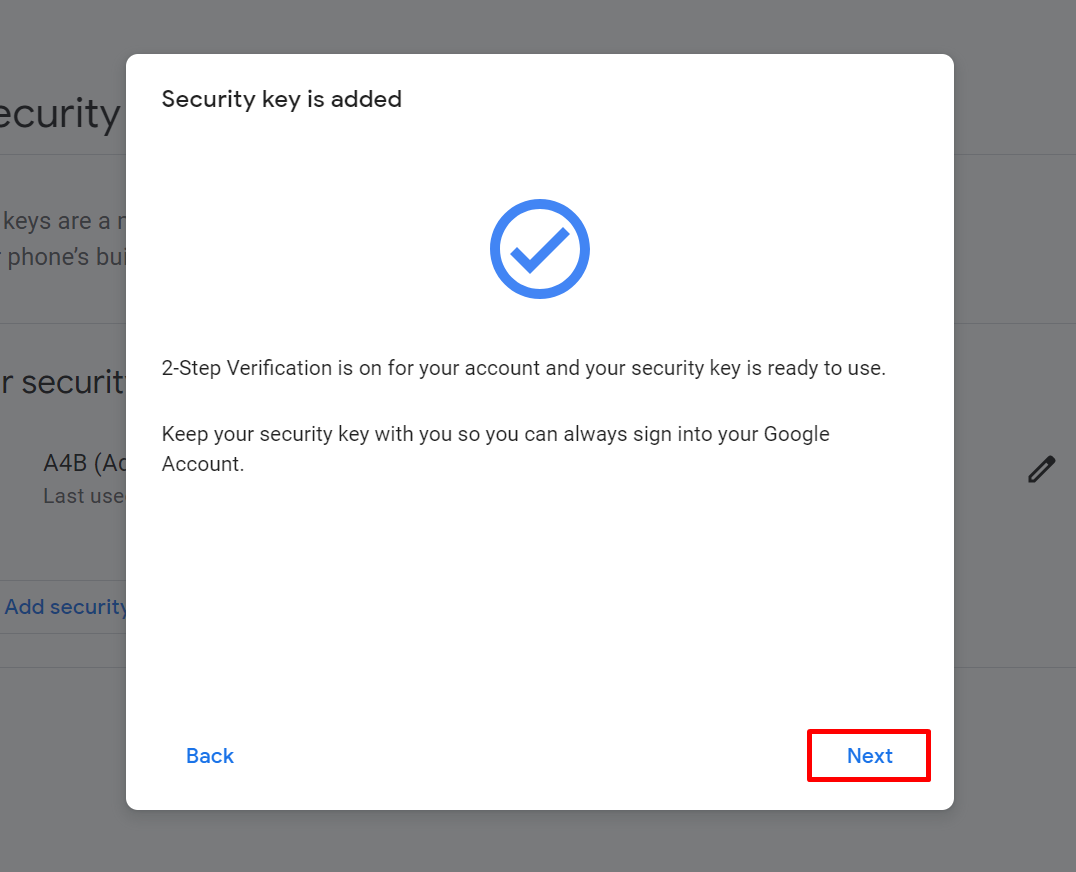 ecurity
Security key is added
keys are a
phone's bui
2-Step Verification is on for your account and your security key is ready to use.
r securit
Keep your security key with you so you can always sign into your Google
Account.
A4B (Ad
Last use
Add security
Back
Next